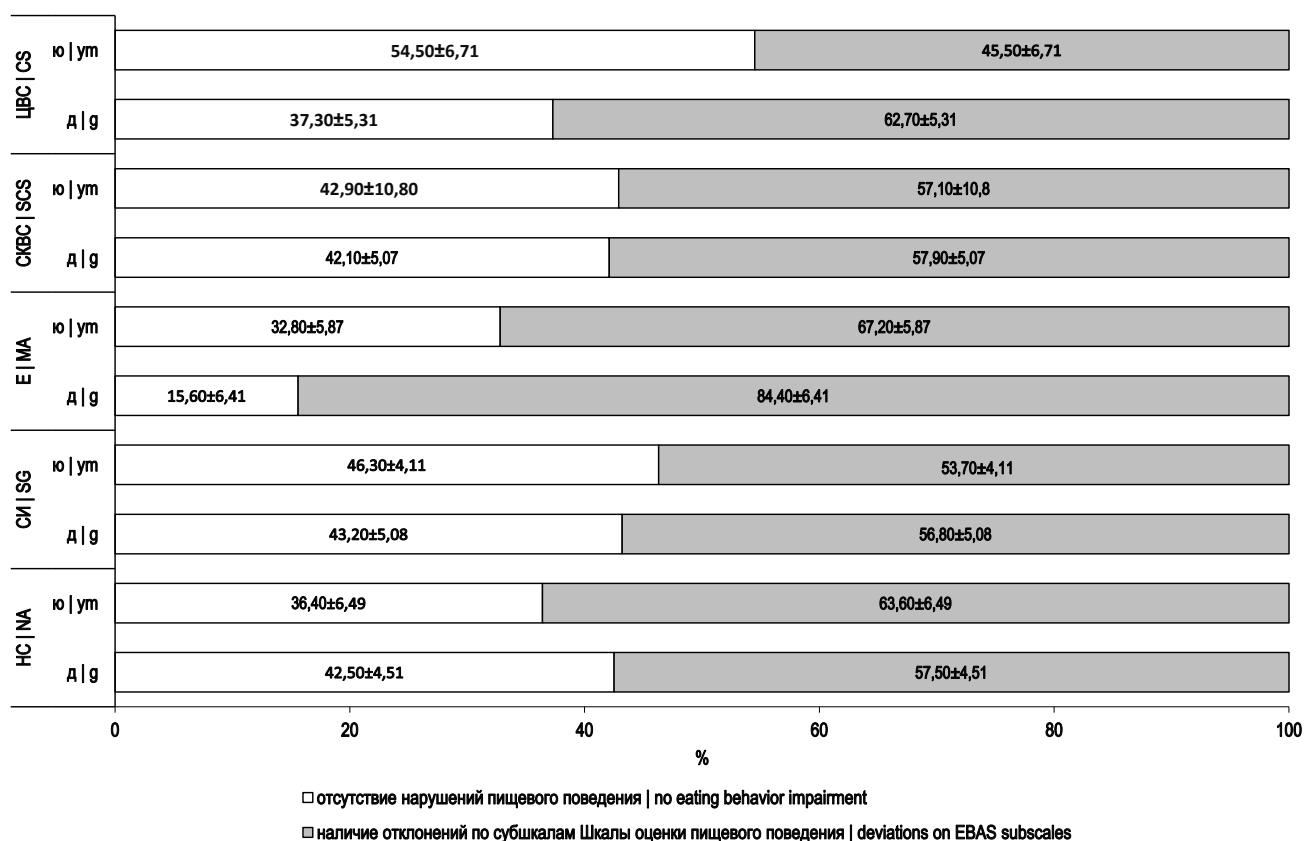 ЦВС | CS
ю | ym
54,50±6,71
45,50±6,71
д | g
37,30±5,31
62,70±5,31
СКВС | SCS
ю | ym
42,90±10,80
57,10±10,8
д | g
42,10±5,07
57,90±5,07
Е | MA
ю | ym
32,80±5,87
67,20±5,87
д | g
15,60±6,41
84,40±6,41
СИ | SG
ю | ym
46,30±4,11
53,70±4,11
д | g
43,20±5,08
56,80±5,08
НС | NA
ю | ym
36,40±6,49
63,60±6,49
д | g
42,50±4,51
57,50±4,51
0 20 40 60 80 100
%
отсутствие нарушений пищевого поведения | no eating behavior impairment
наличие отклонений по субшкалам Шкалы оценки пищевого поведения | deviations on EBAS subscales